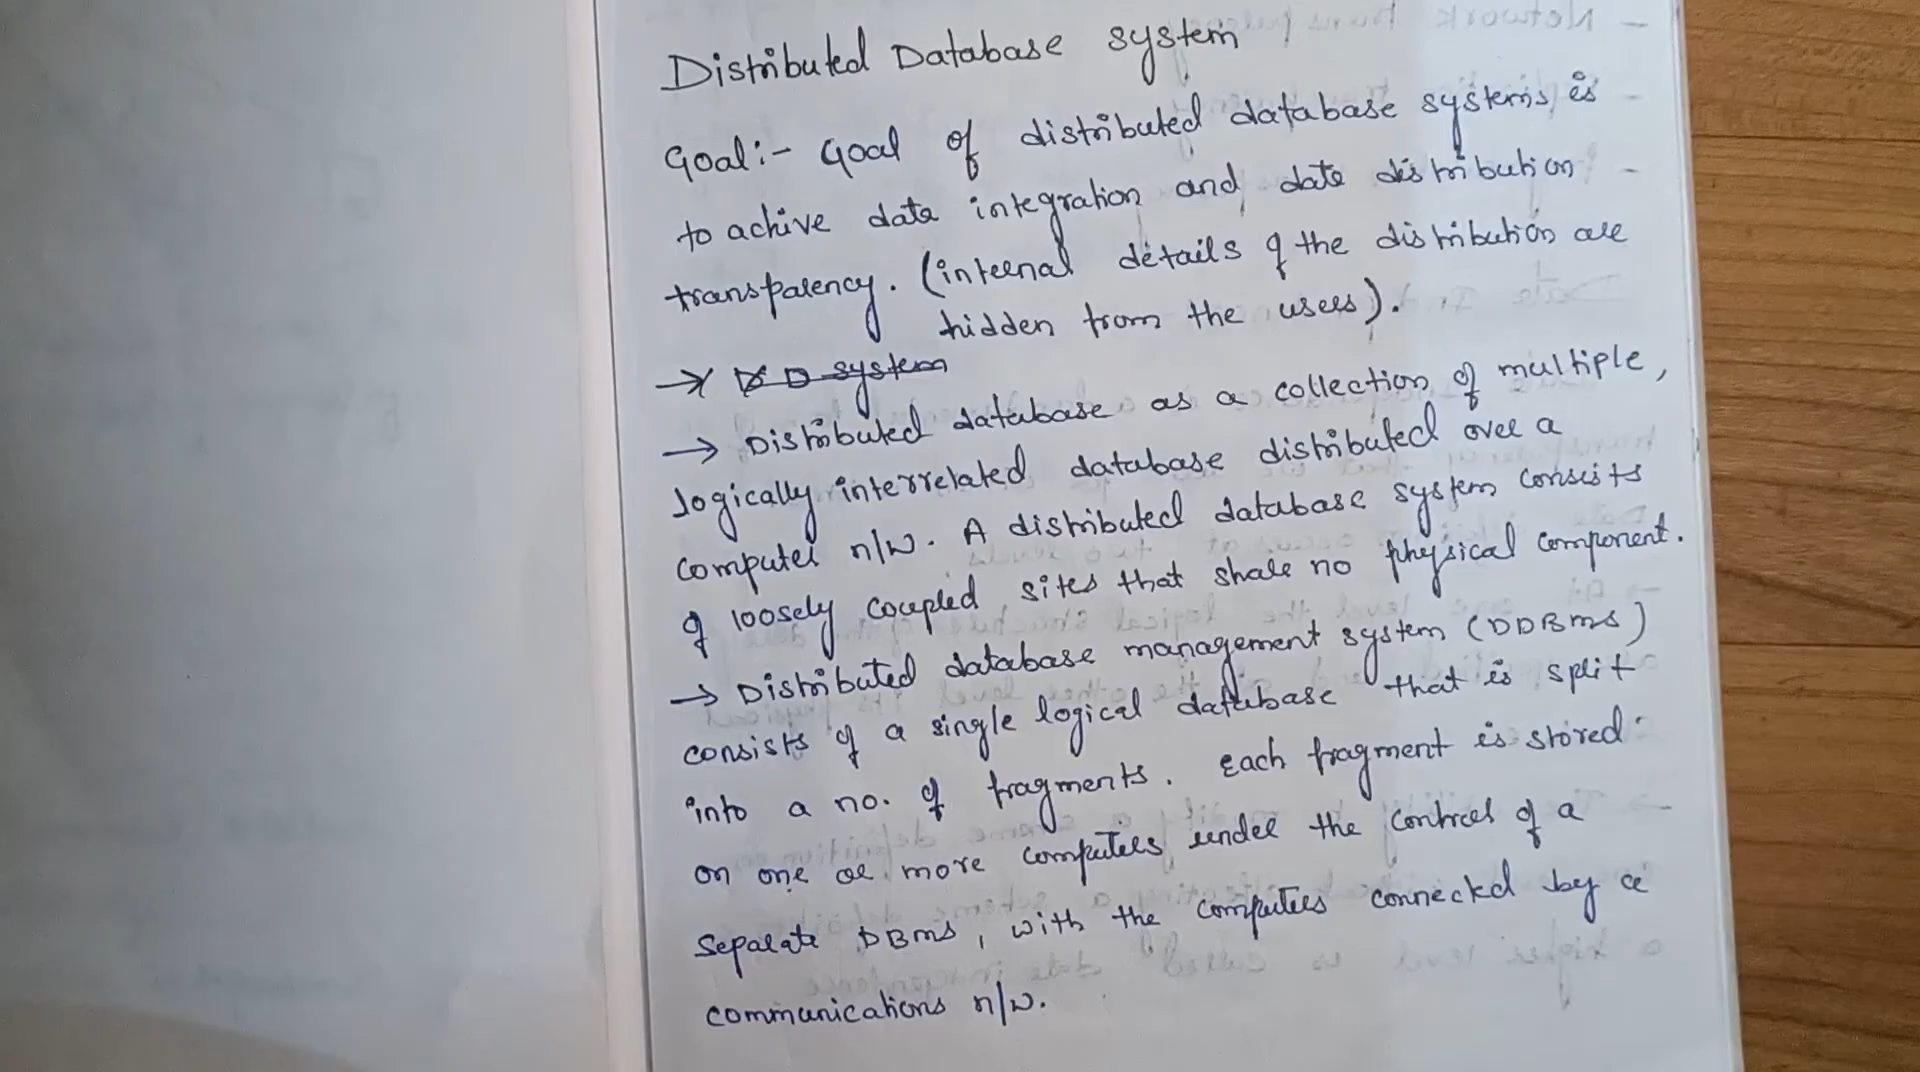 Distributed Database system
Goal:- Goal of distributed database systems is
to achive data integration and date distribution
transparency. (internal details of the distribution are
hidden from the users).
→ Distributed database as a collection of multiple,
logically interrelated database distributed over a
computer n/w. A distributed database system consists
of loosely coupled sites that share no physical component.
→ Distributed database management system (DDBMS)
consists of a single logical database that is split
into a no. of fragments. Each fragment is stored
on one or more computers under the control of a
separate DBMS, with the computers connected by a
communications n/w.